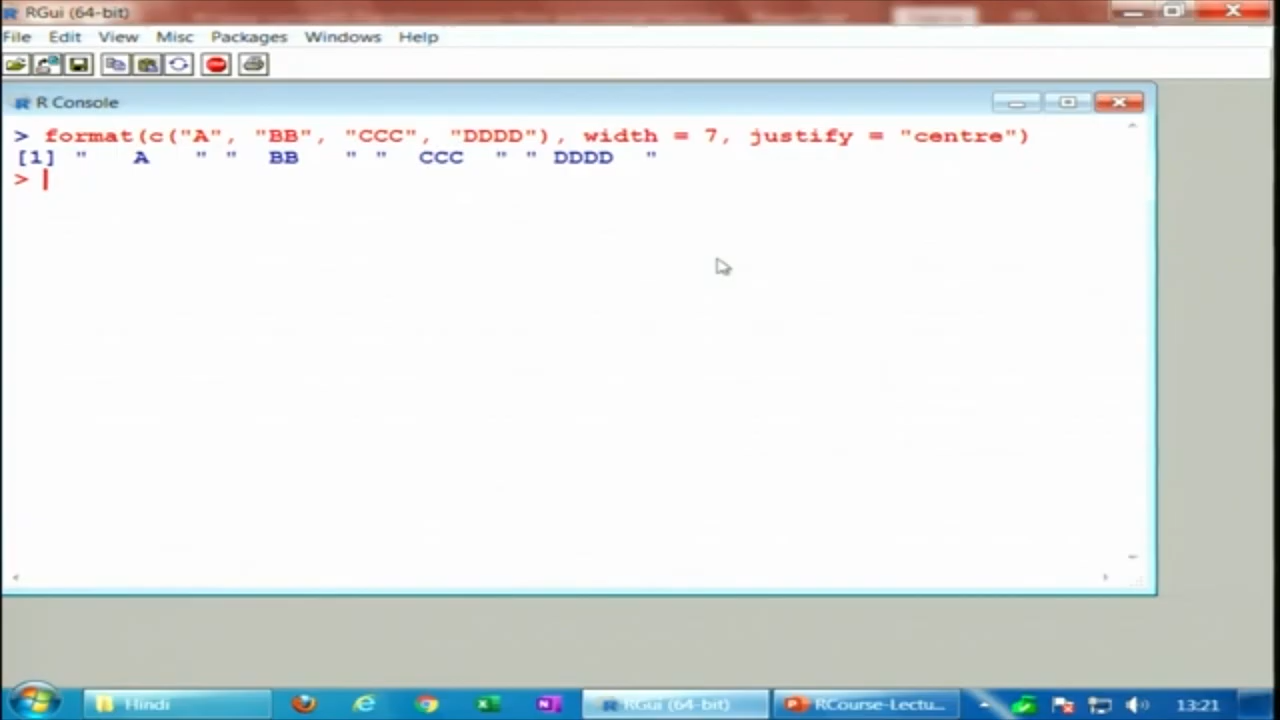 RGui (64-bit)
File Edit View Misc Packages Windows Help
R Console
> format(c("A", "BB", "CCC", "DDDD"), width = 7, justify = "centre")
[1] "   A   " "  BB   " "  CCC  " " DDDD  "
>
Hindi
RGui (64-bit)
RCourse-Lectu...
13:21